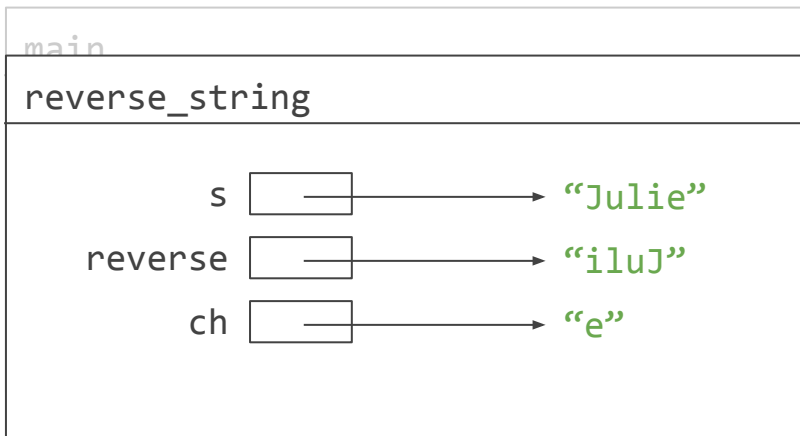 main
reverse_string
s “Julie”
reverse “iluJ”
ch “e”